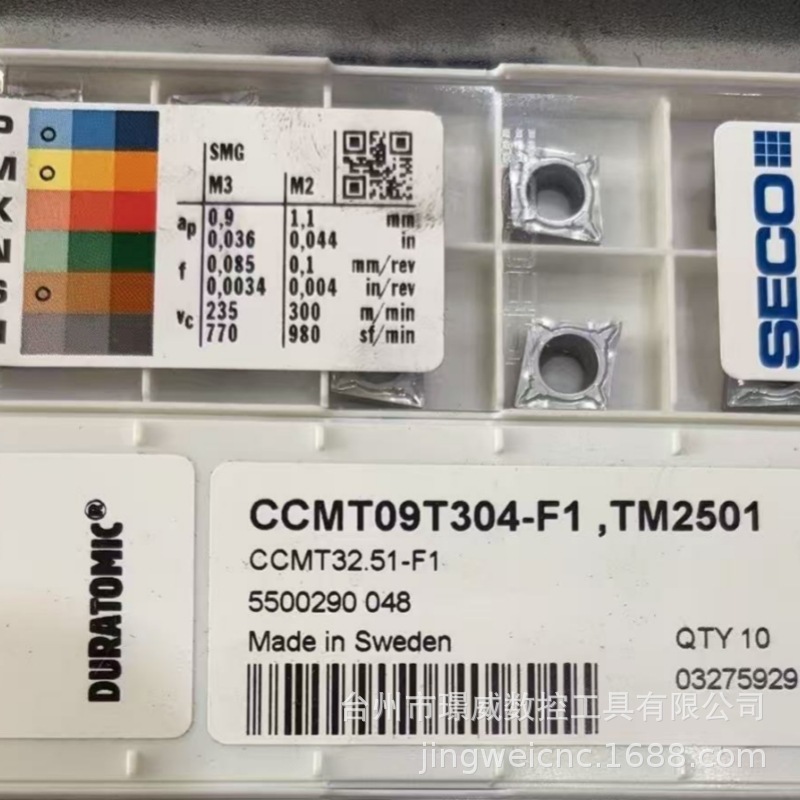 P
M
K
N
S
H
SMG
M3 M2
ap 0,9 1,1 mm
0,036 0,044 in
f 0,085 0,1 mm/rev
0,0034 0,004 in/rev
vc 235 300 m/min
770 980 sf/min
SECO
DURATOMIC®
CCMT09T304-F1 ,TM2501
CCMT32.51-F1
5500290 048
Made in Sweden
QTY 10
03275929
台州市璟威数控工具有限公司
jingweicnc.1688.com